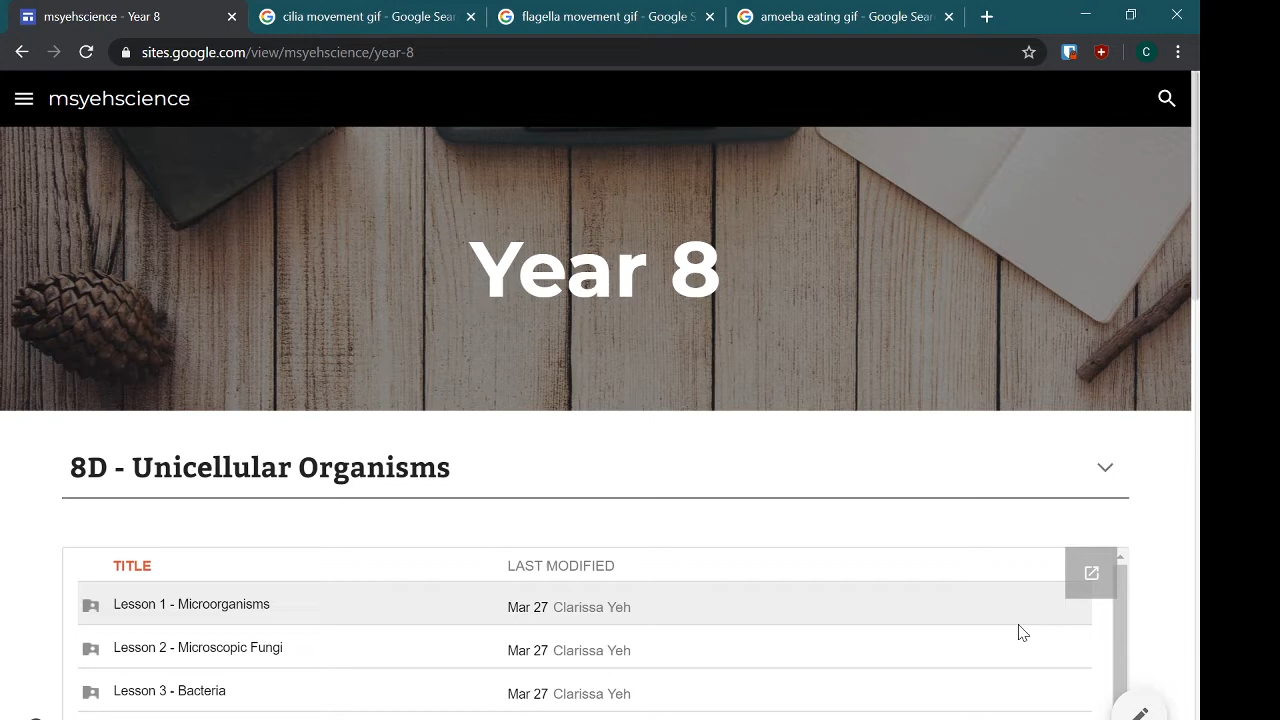 msyehscience - Year 8
cilia movement gif - Google Sear
flagella movement gif - Google S
amoeba eating gif - Google Searc
sites.google.com/view/msyehscience/year-8
C
msyehscience
Year 8
8D - Unicellular Organisms
TITLE LAST MODIFIED
Lesson 1 - Microorganisms Mar 27 Clarissa Yeh
Lesson 2 - Microscopic Fungi Mar 27 Clarissa Yeh
Lesson 3 - Bacteria Mar 27 Clarissa Yeh